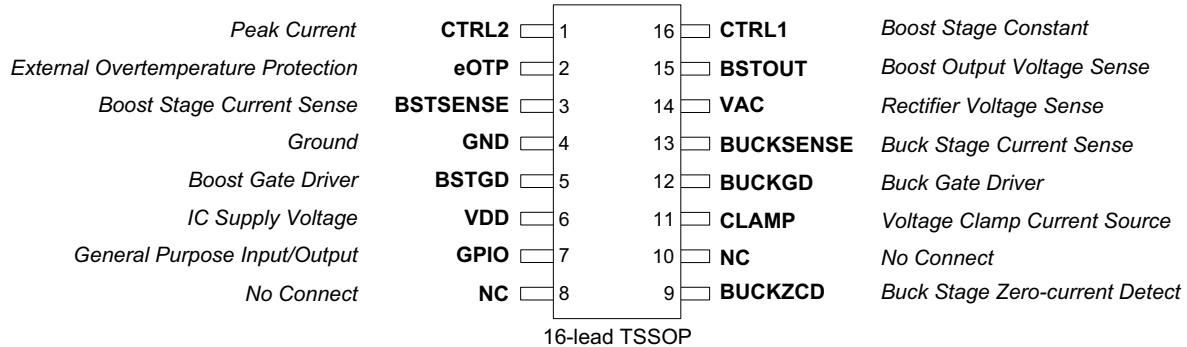 Peak Current CTRL2 1 16 CTRL1 Boost Stage Constant
External Overtemperature Protection eOTP 2 15 BSTOUT Boost Output Voltage Sense
Boost Stage Current Sense BSTSENSE 3 14 VAC Rectifier Voltage Sense
Ground GND 4 13 BUCKSENSE Buck Stage Current Sense
Boost Gate Driver BSTGD 5 12 BUCKGD Buck Gate Driver
IC Supply Voltage VDD 6 11 CLAMP Voltage Clamp Current Source
General Purpose Input/Output GPIO 7 10 NC No Connect
No Connect NC 8 9 BUCKZCD Buck Stage Zero-current Detect
16-lead TSSOP